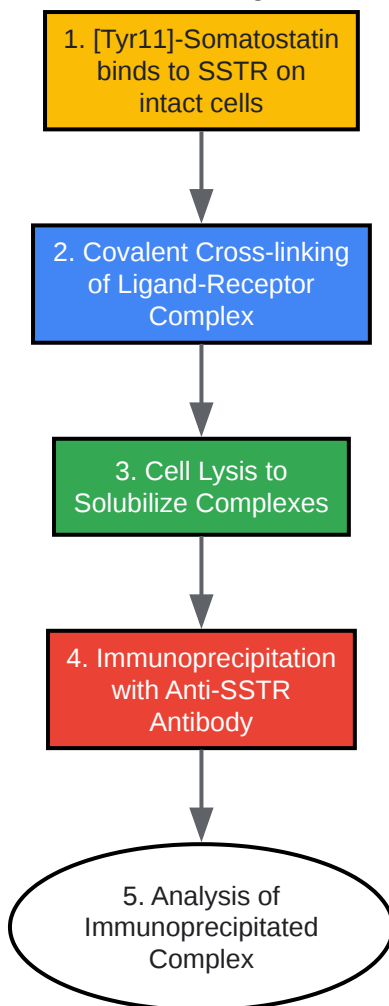 1. [Tyr11]-Somatostatin
binds to SSTR on
intact cells
2. Covalent Cross-linking
of Ligand-Receptor
Complex
3. Cell Lysis to
Solubilize Complexes
4. Immunoprecipitation
with Anti-SSTR
Antibody
5. Analysis of
Immunoprecipitated
Complex